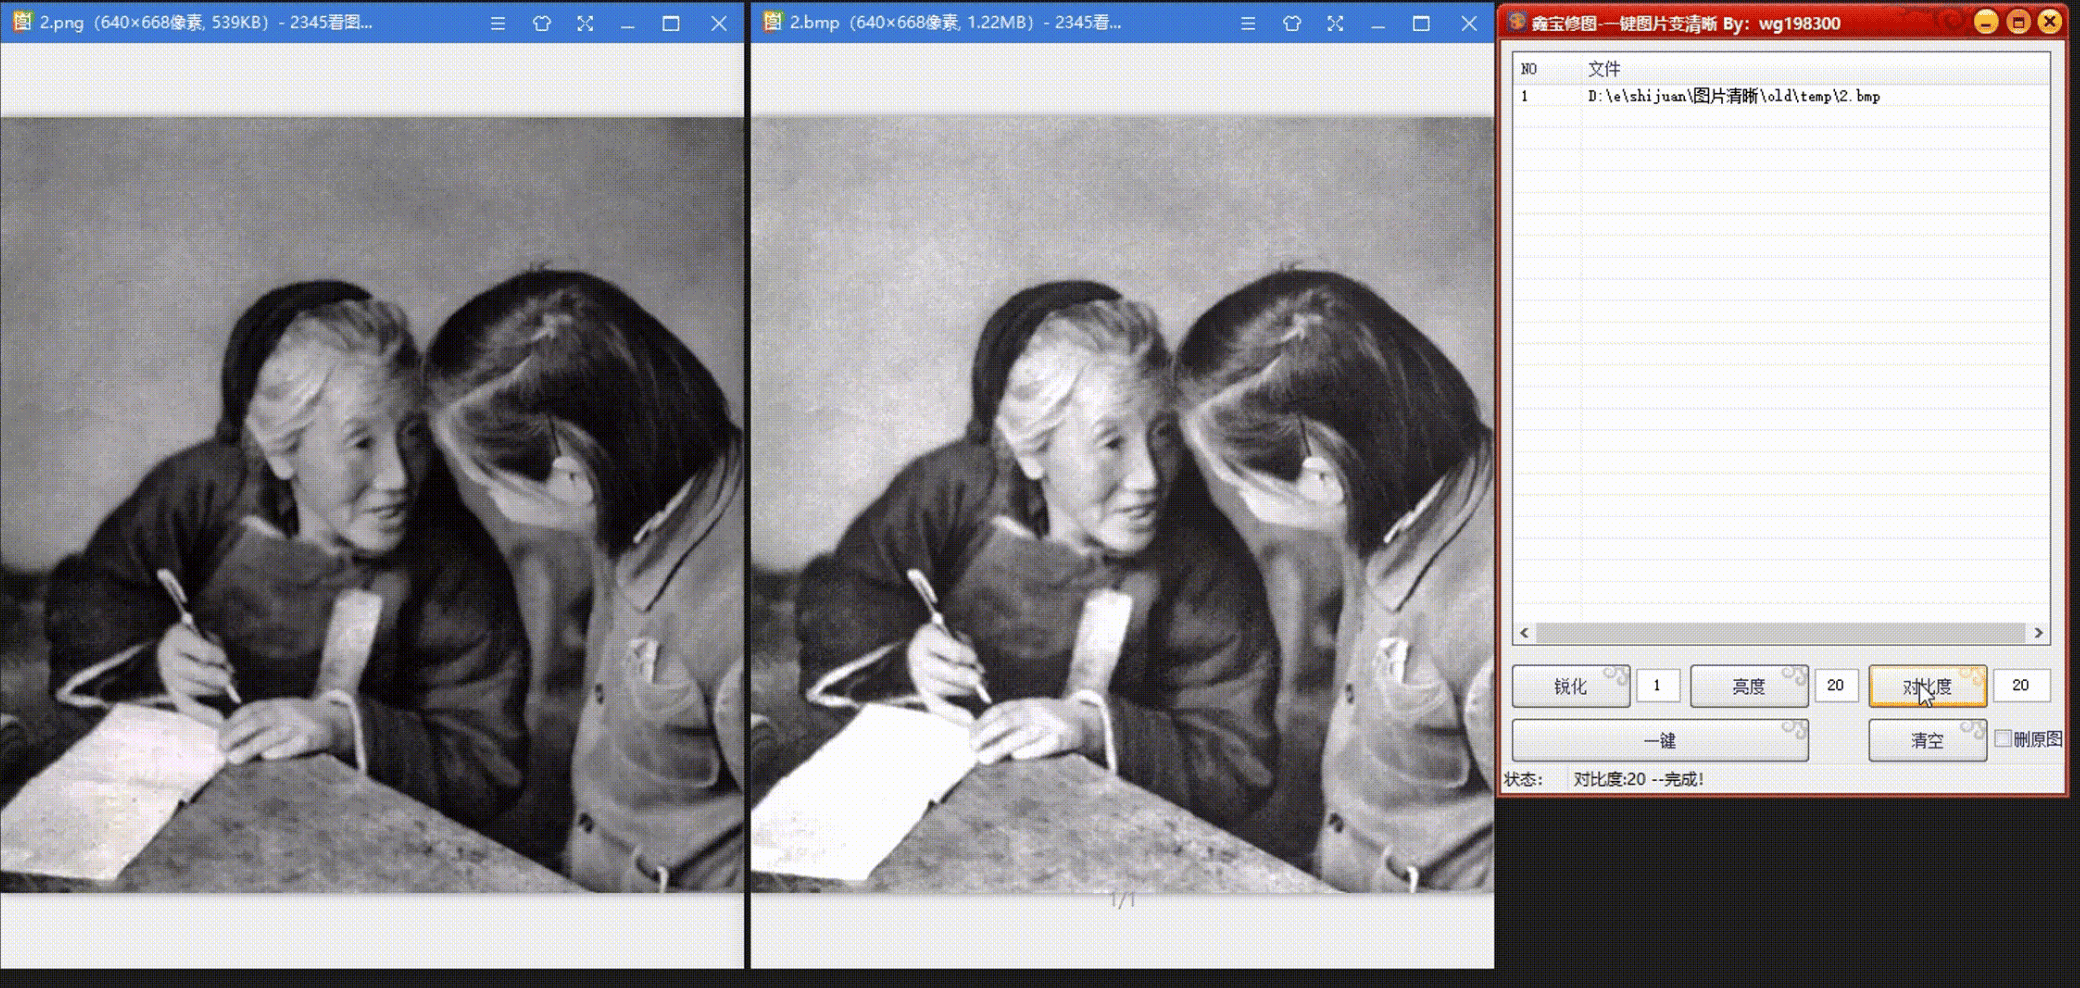 2.png (640×668像素, 539KB) - 2345看图...
2.bmp (640×668像素, 1.22MB) - 2345看...
鑫宝修图-一键图片变清晰 By: wg198300
NO 文件
1 D:\e\shijuan\图片清晰\old\temp\2.bmp
锐化 1 亮度 20 对比度 20
一键 清空 删原图
状态: 对比度:20 --完成!
1/1